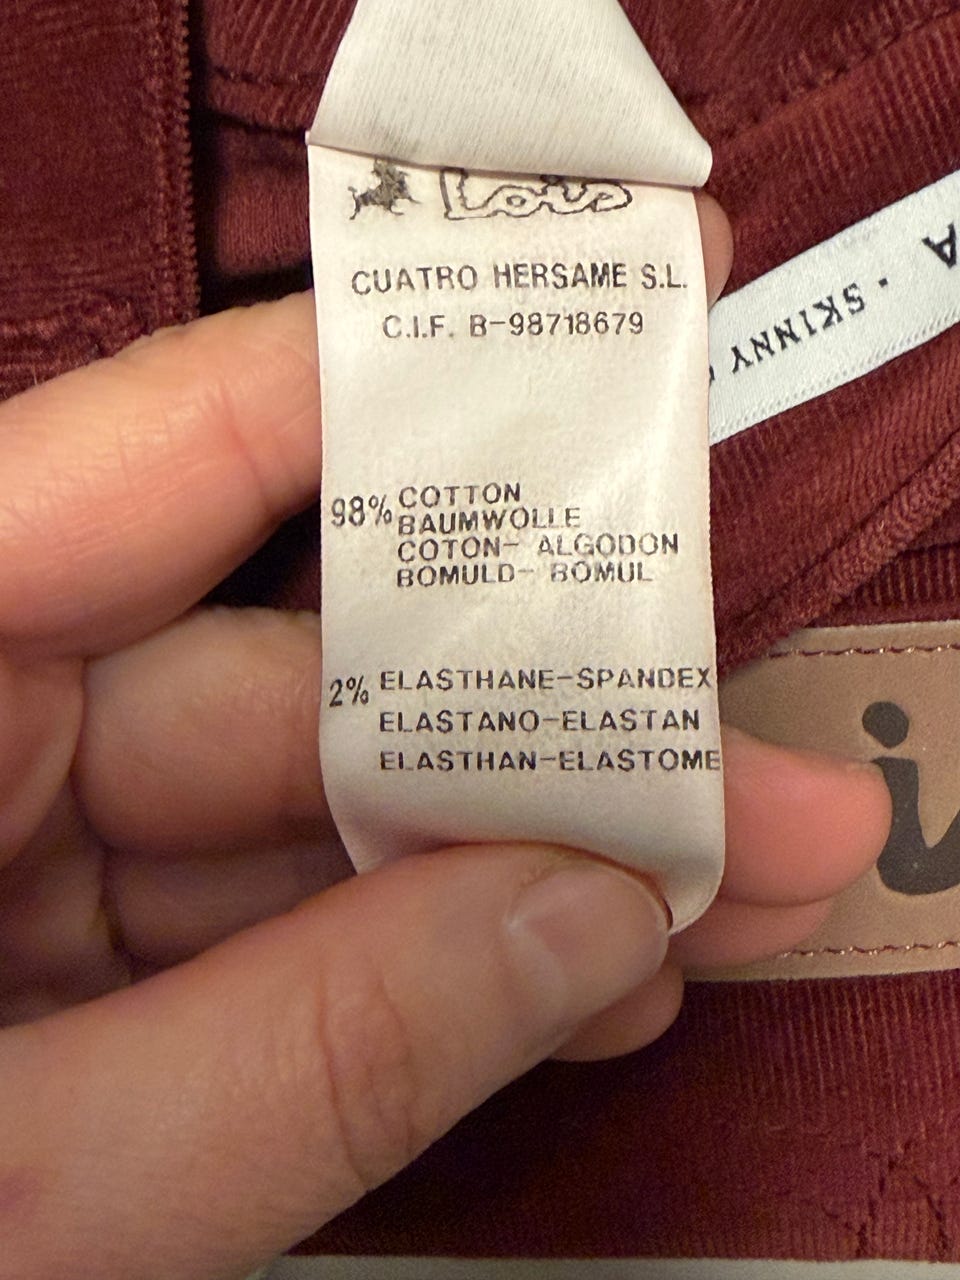 Lois
CUATRO HERSAME S.L.
C.I.F. B-98718679
98% COTTON
BAUMWOLLE
COTON- ALGODON
BOMULD- BOMUL
2% ELASTHANE-SPANDEX
ELASTANO-ELASTAN
ELASTHAN-ELASTOME
A · SKINNY